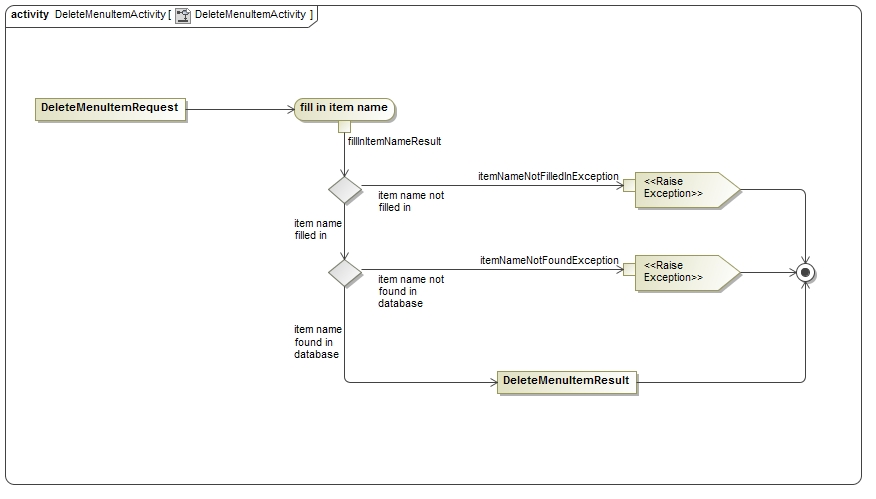 activity DeleteMenuItemActivity [ DeleteMenuItemActivity ]
DeleteMenuItemRequest
fill in item name
fillInItemNameResult
itemNameNotFilledInException
<<Raise
Exception>>
item name not
filled in
item name
filled in
itemNameNotFoundException
<<Raise
Exception>>
item name not
found in
database
item name
found in
database
DeleteMenuItemResult